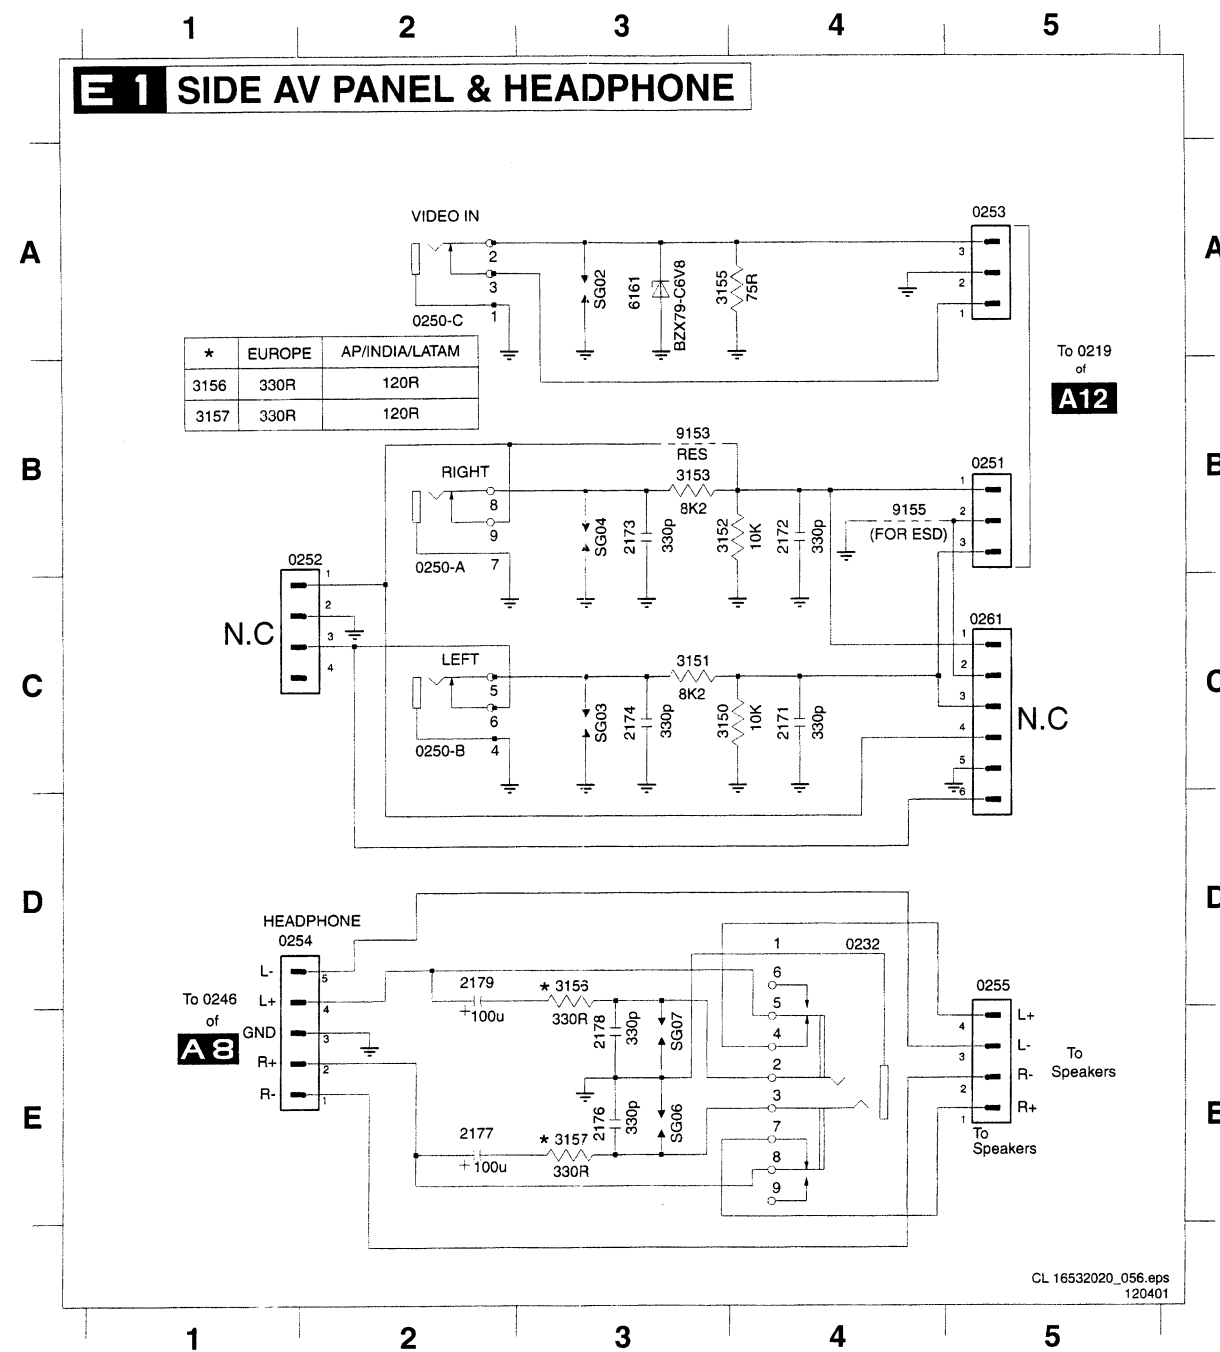 1 2 3 4 5
E 1 SIDE AV PANEL & HEADPHONE
A
A
VIDEO IN
2
3
1
0250-C
SG02
6161
BZX79-C6V8
3155
75R
0253
3
2
1
* EUROPE AP/INDIA/LATAM
3156 330R 120R
3157 330R 120R
To 0219
of
A12
B
B
RIGHT
8
9
7
0250-A
9153
RES
3153
8K2
SG04
2173
330p
3152
10K
2172
330p
9155
(FOR ESD)
0251
1
2
3
0252
1
2
3
4
N.C
C
C
LEFT
5
6
4
0250-B
3151
8K2
SG03
2174
330p
3150
10K
2171
330p
0261
1
2
3
4
5
6
N.C
D
D
HEADPHONE
0254
L- 5
L+ 4
GND 3
R+ 2
R- 1
To 0246
of
A8
2179
+100u
* 3156
330R
2178
330p
SG07
2176
330p
SG06
2177
+100u
* 3157
330R
1
0232
6
5
4
2
3
7
8
9
0255
4 L+
3 L-
2 R-
1 R+
To
Speakers
To
Speakers
E
E
CL 16532020_056.eps
120401
1 2 3 4 5